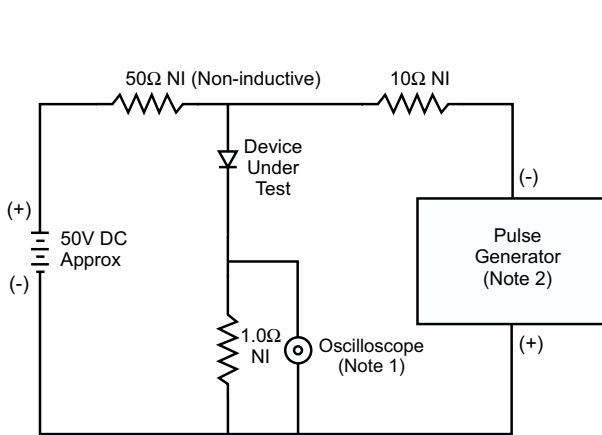 50Ω NI (Non-inductive)
10Ω NI
Device
Under
Test
(+)
50V DC
Approx
(-)
(-)
Pulse
Generator
(Note 2)
(+)
1.0Ω
NI
Oscilloscope
(Note 1)